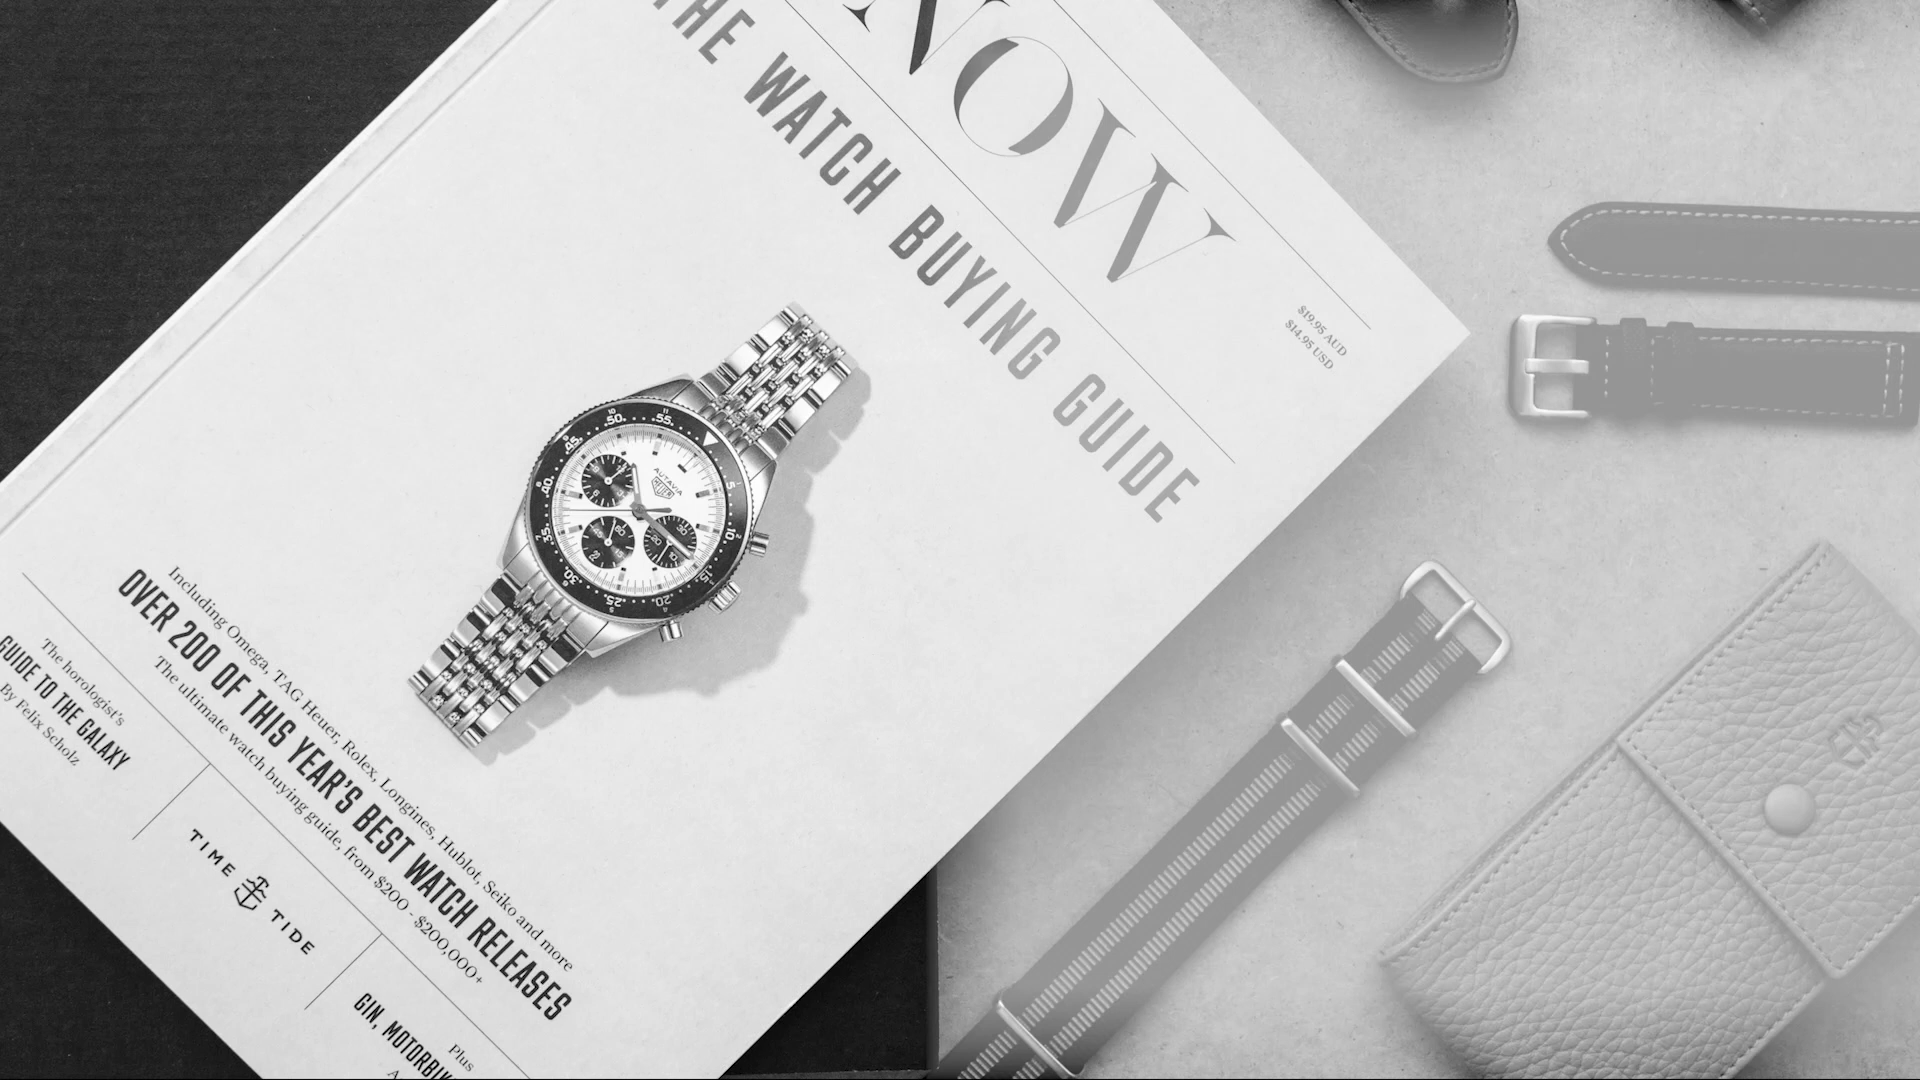 NOW
THE WATCH BUYING GUIDE
$19.95 AUD
$14.95 USD
AUTAVIA
HEUER
Including Omega, TAG Heuer, Rolex, Longines, Hublot, Seiko and more
OVER 200 OF THIS YEAR'S BEST WATCH RELEASES
The ultimate watch buying guide, from $200 - $200,000+
The horologist's
GUIDE TO THE GALAXY
By Felix Scholz
TIME TIDE
Plus
GIN,